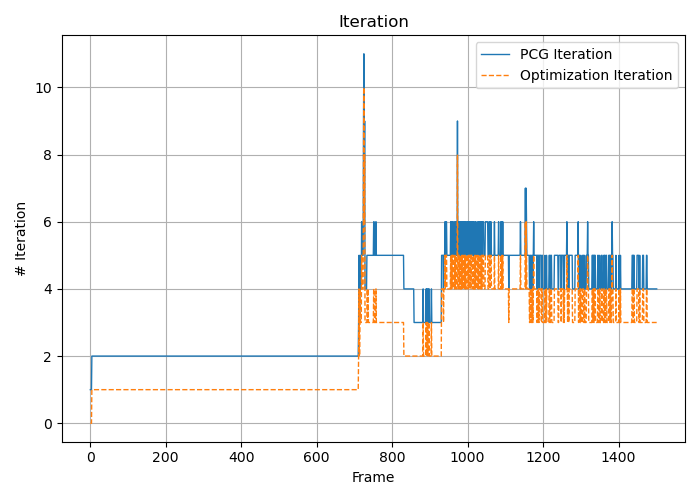 Iteration
PCG Iteration
Optimization Iteration
# Iteration
10
8
6
4
2
0
0 200 400 600 800 1000 1200 1400
Frame